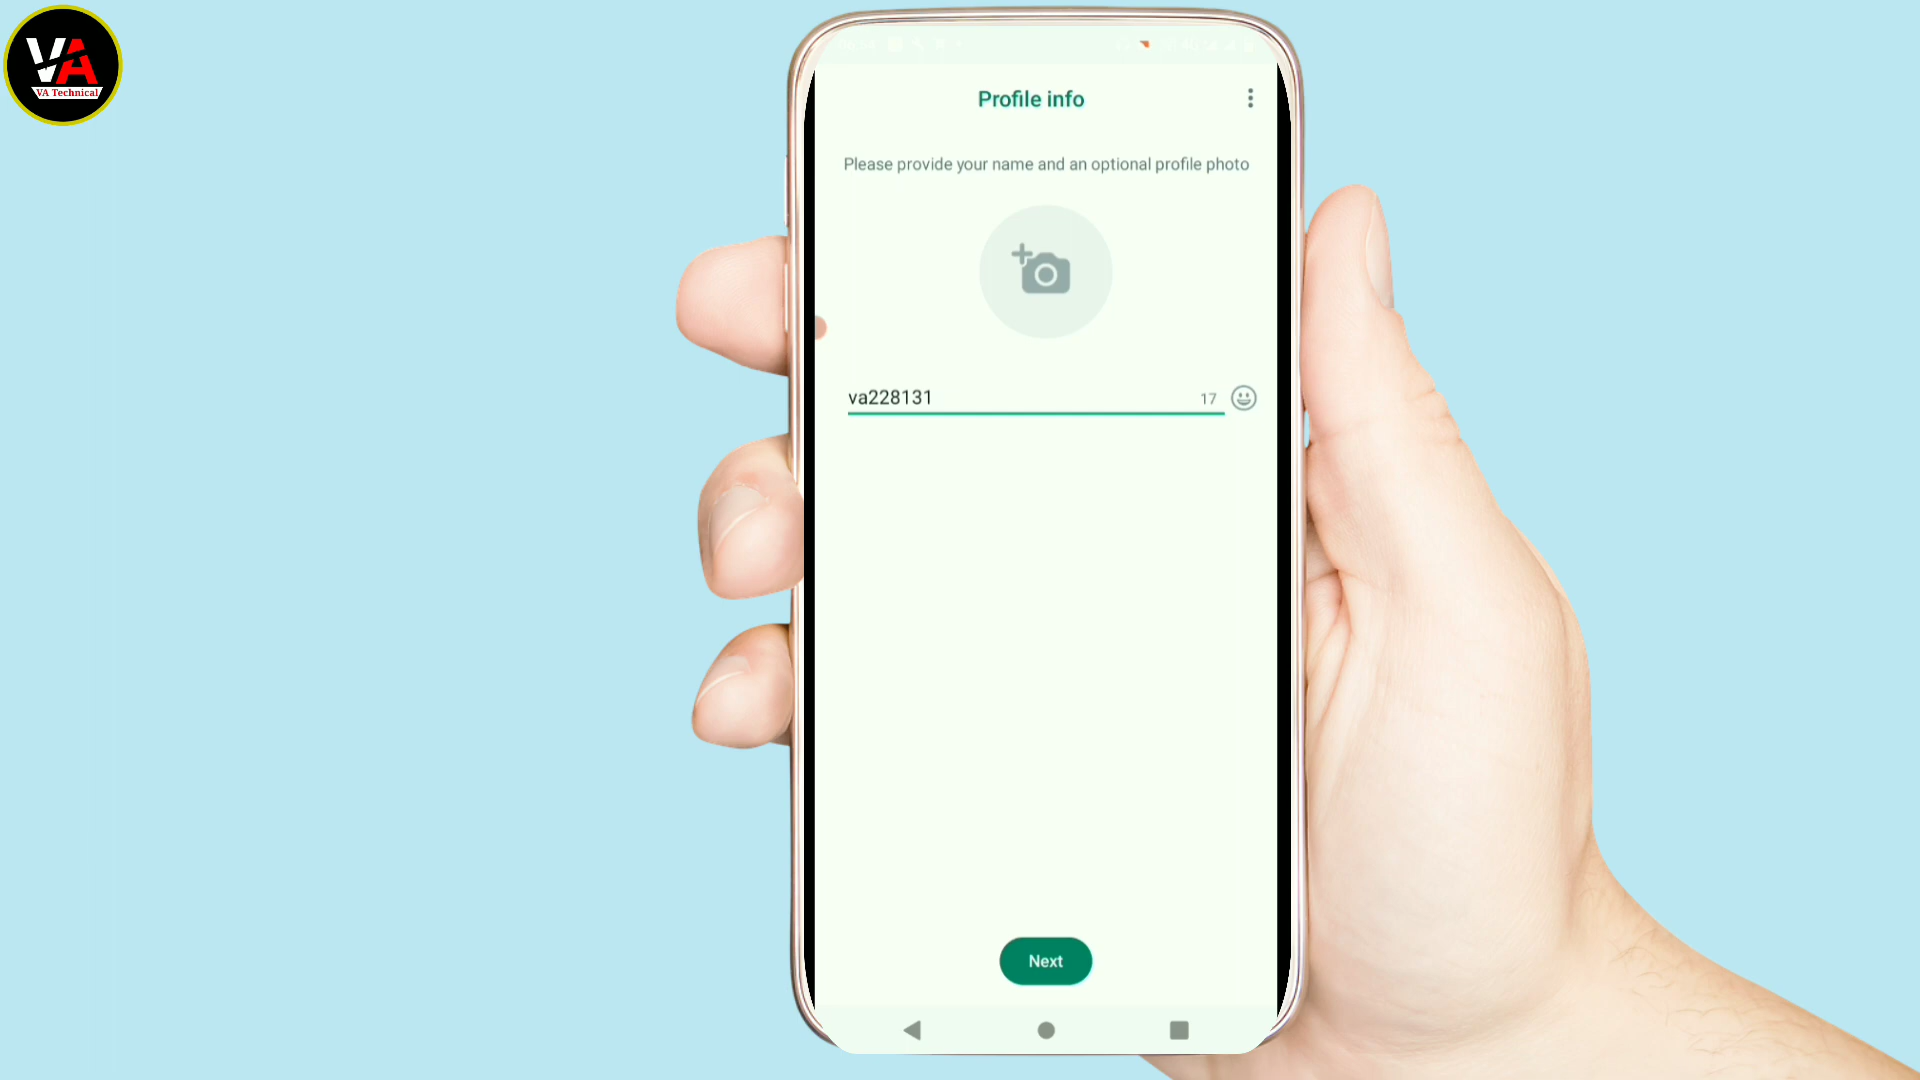 VA
VA Technical
Profile info
Please provide your name and an optional profile photo
va228131
17
Next